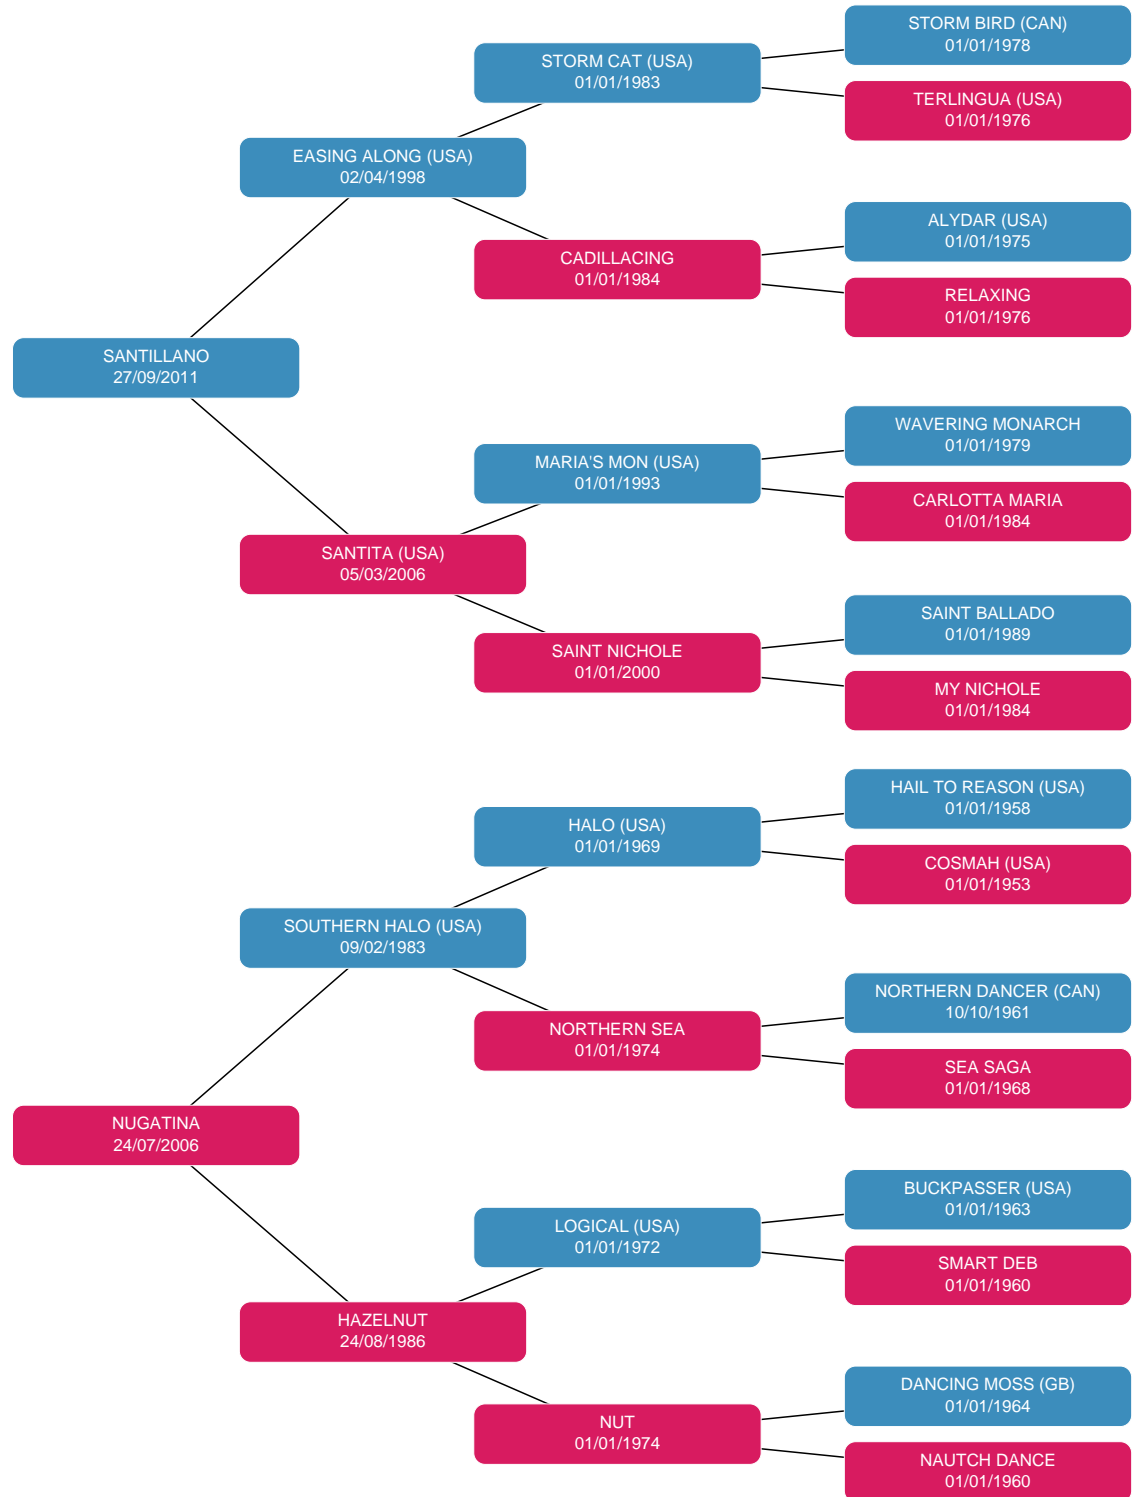 STORM BIRD (CAN)
01/01/1978
STORM CAT (USA)
01/01/1983
TERLINGUA (USA)
01/01/1976
EASING ALONG (USA)
02/04/1998
ALYDAR (USA)
01/01/1975
CADILLACING
01/01/1984
RELAXING
01/01/1976
SANTILLANO
27/09/2011
WAVERING MONARCH
01/01/1979
MARIA'S MON (USA)
01/01/1993
CARLOTTA MARIA
01/01/1984
SANTITA (USA)
05/03/2006
SAINT BALLADO
01/01/1989
SAINT NICHOLE
01/01/2000
MY NICHOLE
01/01/1984
HAIL TO REASON (USA)
01/01/1958
HALO (USA)
01/01/1969
COSMAH (USA)
01/01/1953
SOUTHERN HALO (USA)
09/02/1983
NORTHERN DANCER (CAN)
10/10/1961
NORTHERN SEA
01/01/1974
SEA SAGA
01/01/1968
NUGATINA
24/07/2006
BUCKPASSER (USA)
01/01/1963
LOGICAL (USA)
01/01/1972
SMART DEB
01/01/1960
HAZELNUT
24/08/1986
DANCING MOSS (GB)
01/01/1964
NUT
01/01/1974
NAUTCH DANCE
01/01/1960